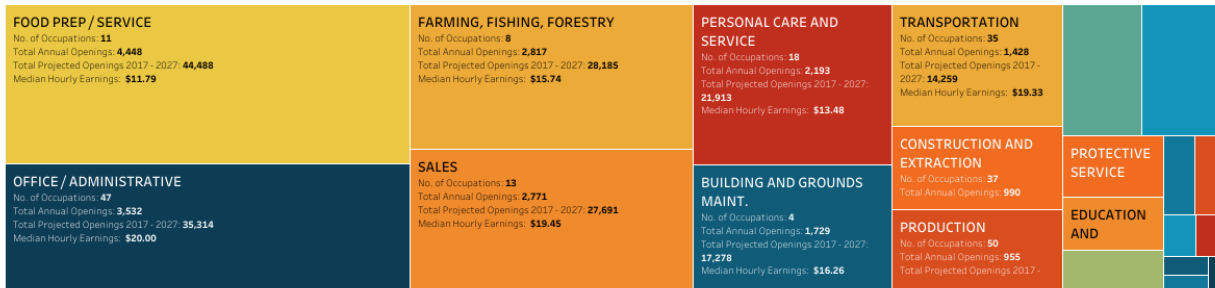 FOOD PREP / SERVICE
No. of Occupations: 11
Total Annual Openings: 4,448
Total Projected Openings 2017 - 2027: 44,488
Median Hourly Earnings:  $11.79
OFFICE / ADMINISTRATIVE
No. of Occupations: 47
Total Annual Openings: 3,532
Total Projected Openings 2017 - 2027: 35,314
Median Hourly Earnings:  $20.00
FARMING, FISHING, FORESTRY
No. of Occupations: 8
Total Annual Openings: 2,817
Total Projected Openings 2017 - 2027: 28,185
Median Hourly Earnings:  $15.74
SALES
No. of Occupations: 13
Total Annual Openings: 2,771
Total Projected Openings 2017 - 2027: 27,691
Median Hourly Earnings:  $19.45
PERSONAL CARE AND
SERVICE
No. of Occupations: 18
Total Annual Openings: 2,193
Total Projected Openings 2017 - 2027:
21,913
Median Hourly Earnings:  $13.48
BUILDING AND GROUNDS
MAINT.
No. of Occupations: 4
Total Annual Openings: 1,729
Total Projected Openings 2017 - 2027:
17,278
Median Hourly Earnings:  $16.26
TRANSPORTATION
No. of Occupations: 35
Total Annual Openings: 1,428
Total Projected Openings 2017 -
2027: 14,259
Median Hourly Earnings:  $19.33
CONSTRUCTION AND
EXTRACTION
No. of Occupations: 37
Total Annual Openings: 990
PRODUCTION
No. of Occupations: 50
Total Annual Openings: 955
Total Projected Openings 2017 -
PROTECTIVE
SERVICE
EDUCATION
AND